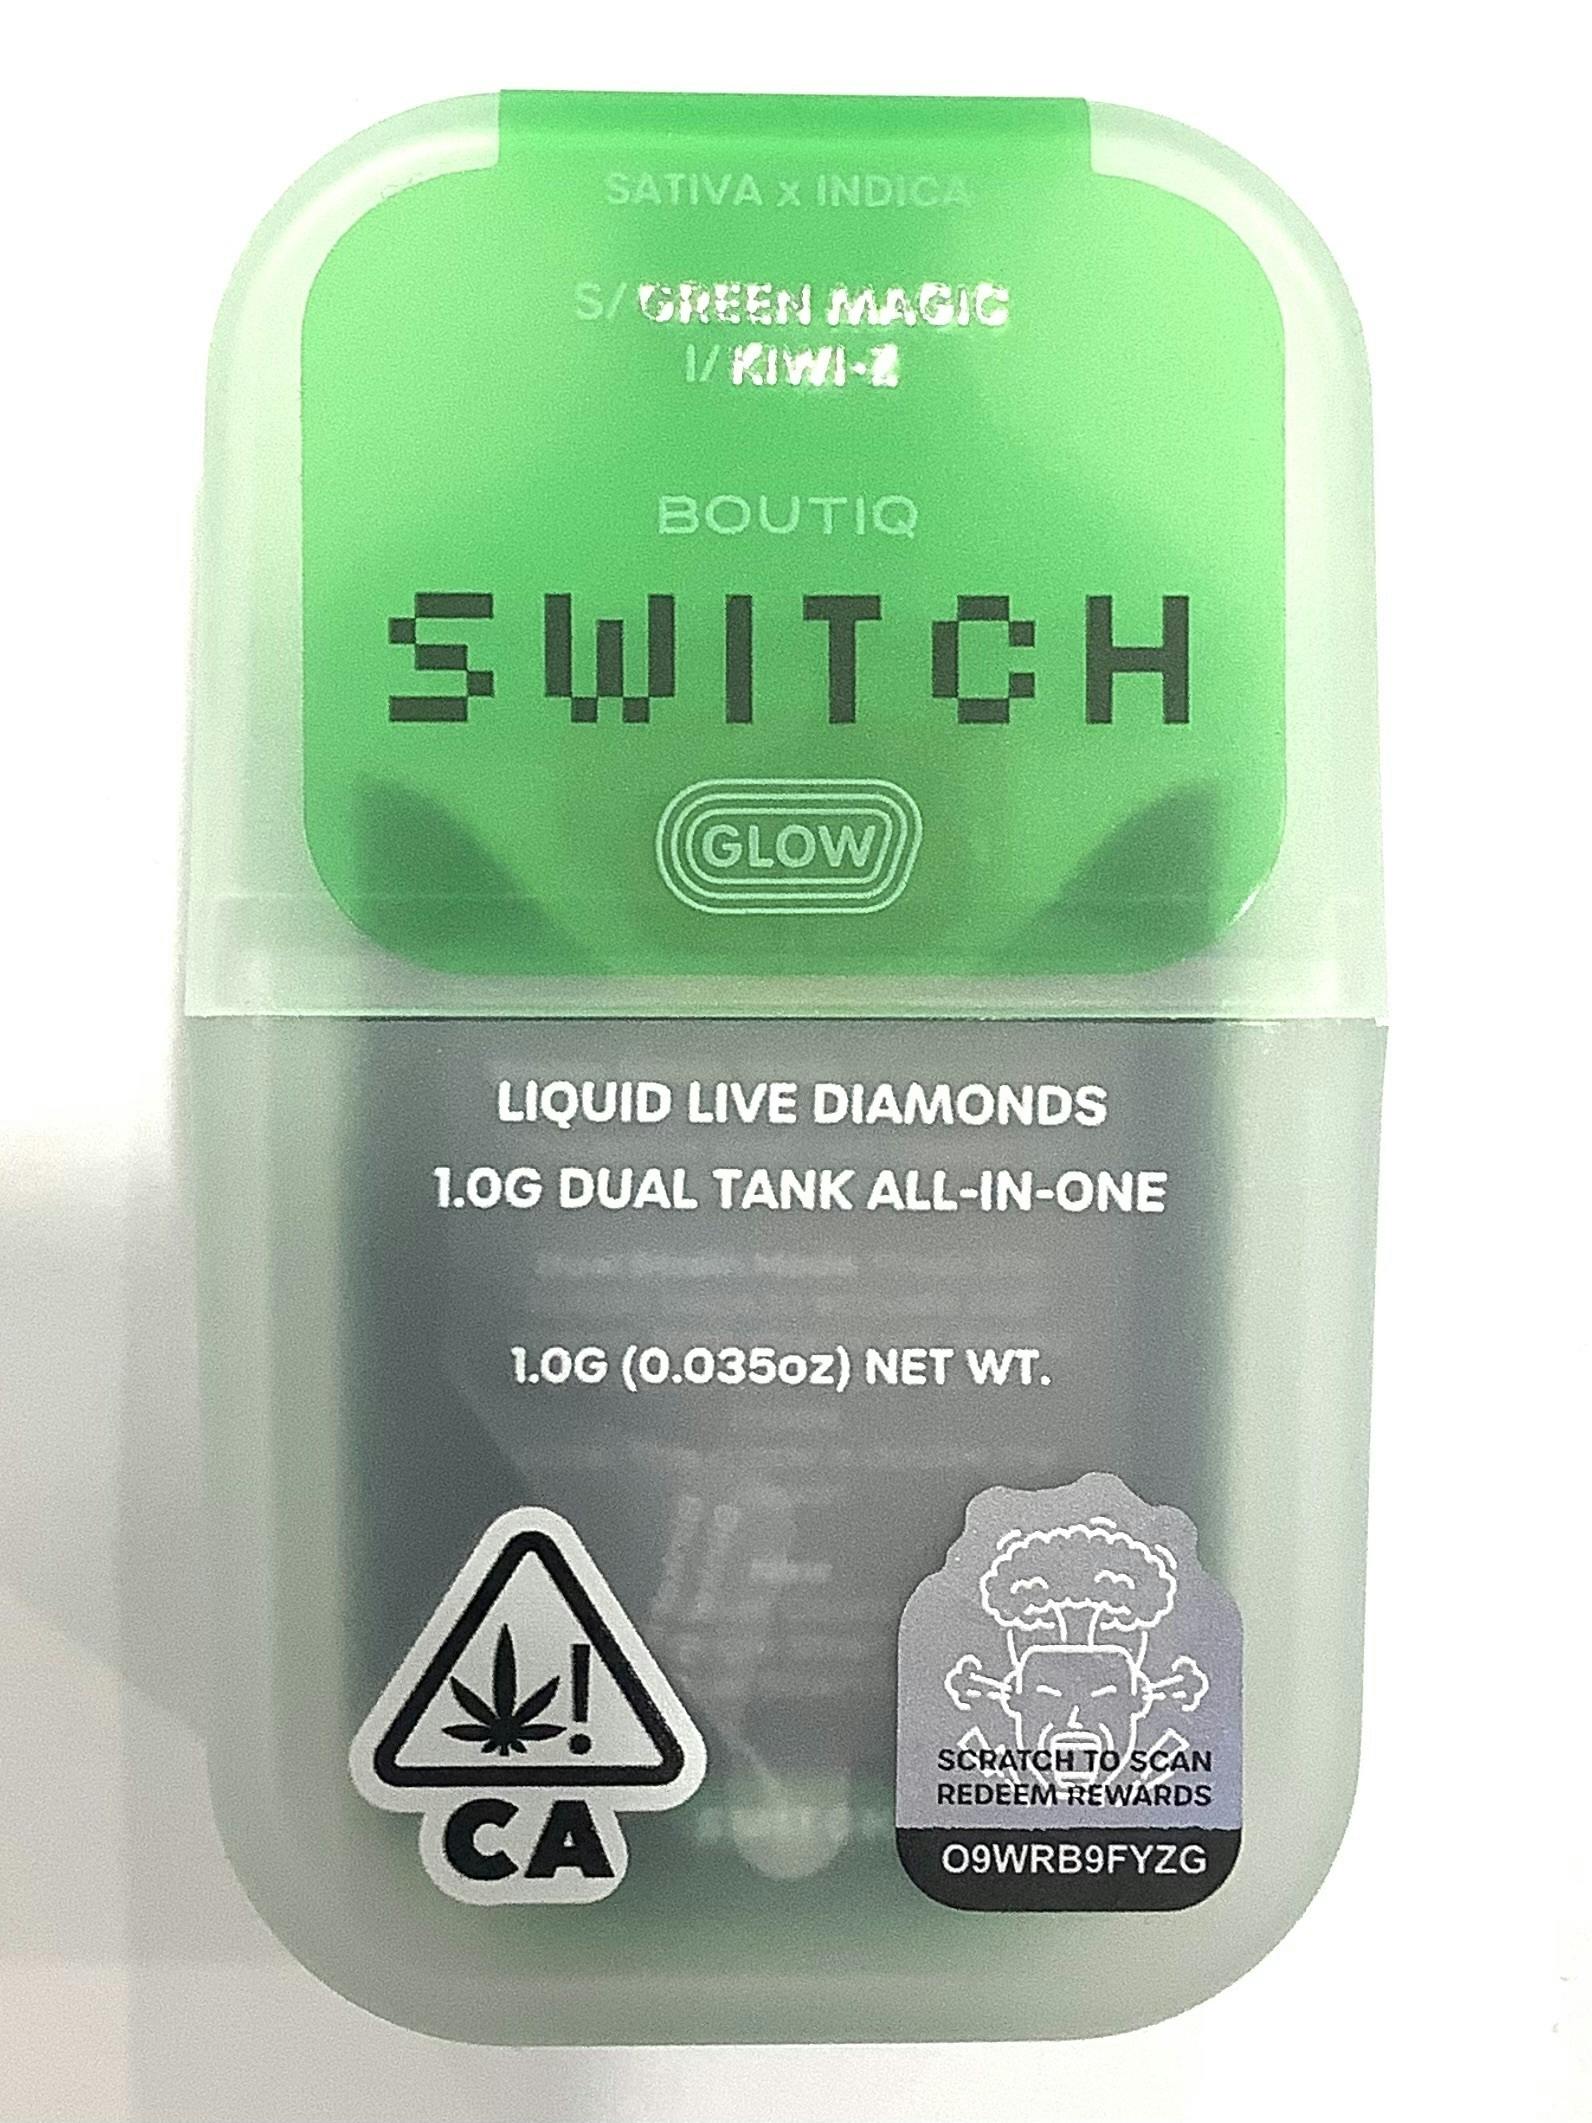 SATIVA x INDICA
S/ GREEN MAGIC
I/ KIWI-Z
BOUTIQ
SWITCH
GLOW
LIQUID LIVE DIAMONDS
1.0G DUAL TANK ALL-IN-ONE
1.0G (0.035oz) NET WT.
!
CA
SCRATCH TO SCAN
REDEEM REWARDS
O9WRB9FYZG